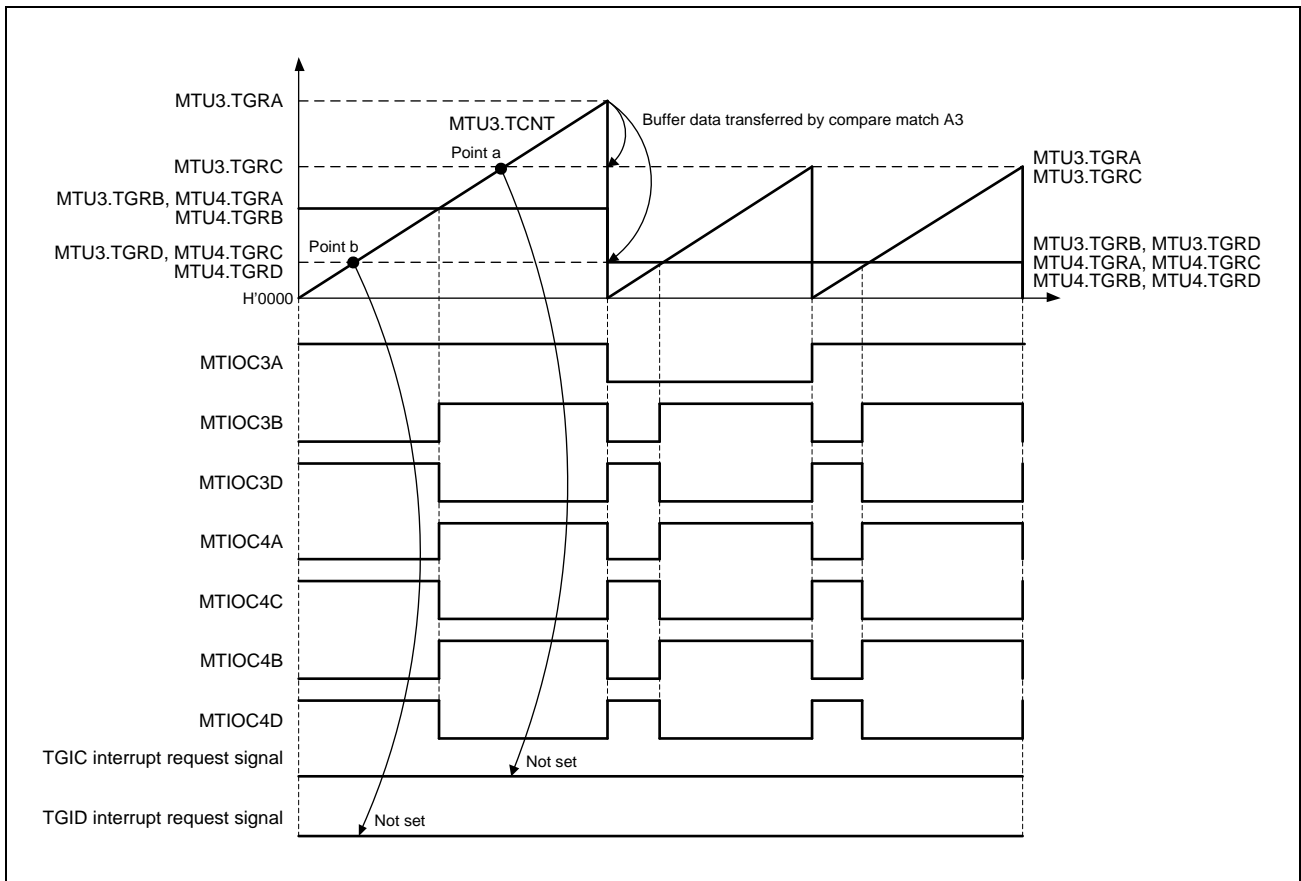 MTU3.TGRA
MTU3.TCNT
Buffer data transferred by compare match A3
Point a
MTU3.TGRC
MTU3.TGRA
MTU3.TGRC
MTU3.TGRB, MTU4.TGRA
MTU4.TGRB
Point b
MTU3.TGRD, MTU4.TGRC
MTU4.TGRD
MTU3.TGRB, MTU3.TGRD
MTU4.TGRA, MTU4.TGRC
MTU4.TGRB, MTU4.TGRD
H'0000
MTIOC3A
MTIOC3B
MTIOC3D
MTIOC4A
MTIOC4C
MTIOC4B
MTIOC4D
TGIC interrupt request signal
Not set
TGID interrupt request signal
Not set